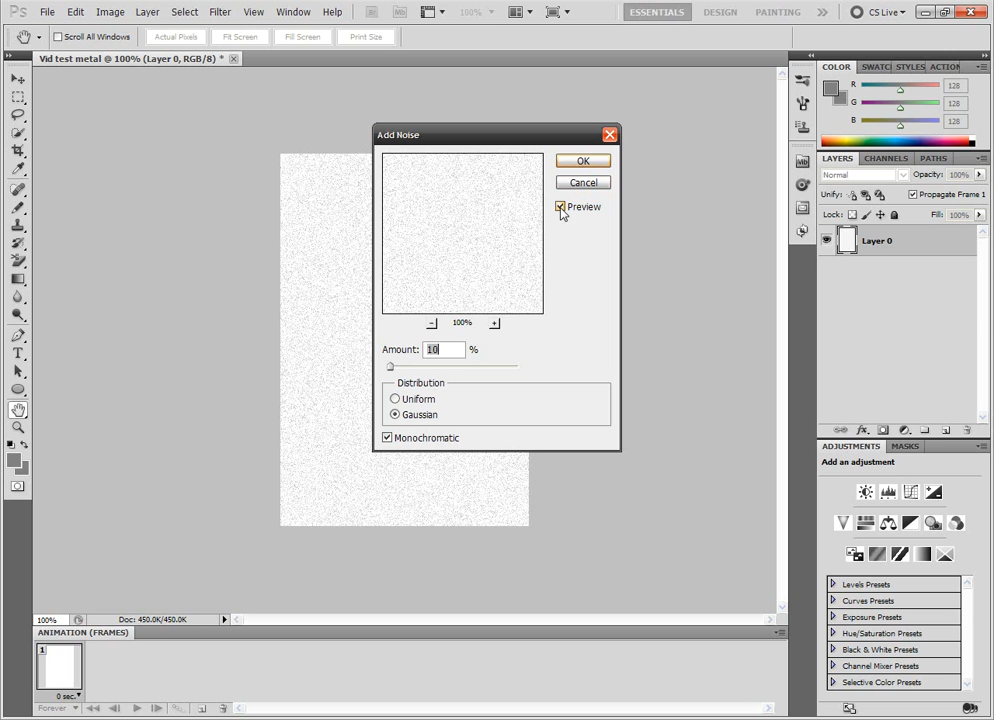 Ps File Edit Image Layer Select Filter View Window Help Mb 100% ESSENTIALS DESIGN PAINTING CS Live
Scroll All Windows Actual Pixels Fit Screen Fill Screen Print Size
Vid test metal @ 100% (Layer 0, RGB/8) *
COLOR SWATC STYLES ACTION
R 128
G 128
B 128
Add Noise
OK
Cancel
Preview
100%
Amount: 10 %
Distribution
Uniform
Gaussian
Monochromatic
LAYERS CHANNELS PATHS
Normal Opacity: 100%
Unify: Propagate Frame 1
Lock: Fill: 100%
Layer 0
ADJUSTMENTS MASKS
Add an adjustment
Levels Presets
Curves Presets
Exposure Presets
Hue/Saturation Presets
Black & White Presets
Channel Mixer Presets
Selective Color Presets
100% Doc: 450.0K/450.0K
ANIMATION (FRAMES)
1
0 sec.
Forever